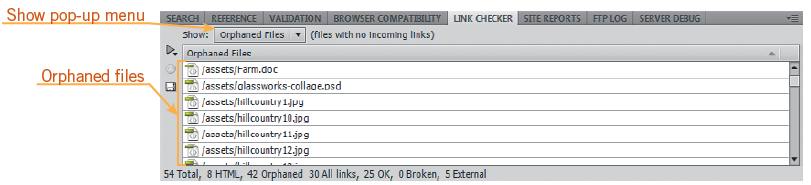 Show pop-up menu
SEARCH REFERENCE VALIDATION BROWSER COMPATIBILITY LINK CHECKER SITE REPORTS FTP LOG SERVER DEBUG
Show: Orphaned Files (files with no incoming links)
Orphaned Files
Orphaned files
/assets/Farm.doc
/assets/glassworks-collage.psd
/assets/hillcountry1.jpg
/assets/hillcountry10.jpg
/assets/hillcountry11.jpg
/assets/hillcountry12.jpg
54 Total, 8 HTML, 42 Orphaned 30 All links, 25 OK, 0 Broken, 5 External